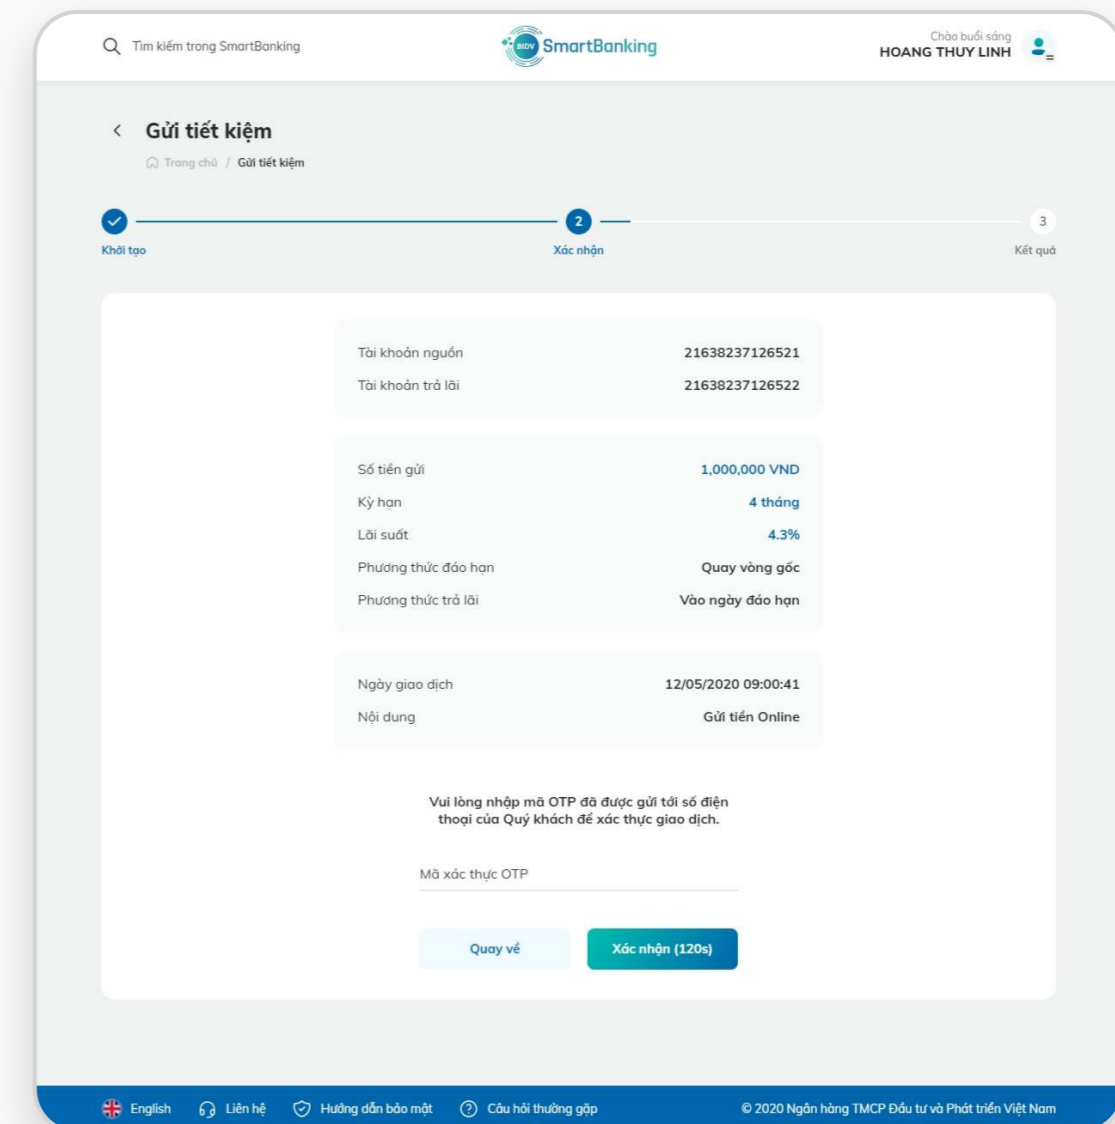 Tìm kiếm trong SmartBanking
BIDV SmartBanking
Chào buổi sáng
HOANG THUY LINH
Gửi tiết kiệm
Trang chủ / Gửi tiết kiệm
2
3
Khởi tạo
Xác nhận
Kết quả
Tài khoản nguồn 21638237126521
Tài khoản trả lãi 21638237126522
Số tiền gửi 1,000,000 VND
Kỳ hạn 4 tháng
Lãi suất 4.3%
Phương thức đáo hạn Quay vòng gốc
Phương thức trả lãi Vào ngày đáo hạn
Ngày giao dịch 12/05/2020 09:00:41
Nội dung Gửi tiền Online
Vui lòng nhập mã OTP đã được gửi tới số điện
thoại của Quý khách để xác thực giao dịch.
Mã xác thực OTP
Quay về
Xác nhận (120s)
English Liên hệ Hướng dẫn bảo mật Câu hỏi thường gặp © 2020 Ngân hàng TMCP Đầu tư và Phát triển Việt Nam